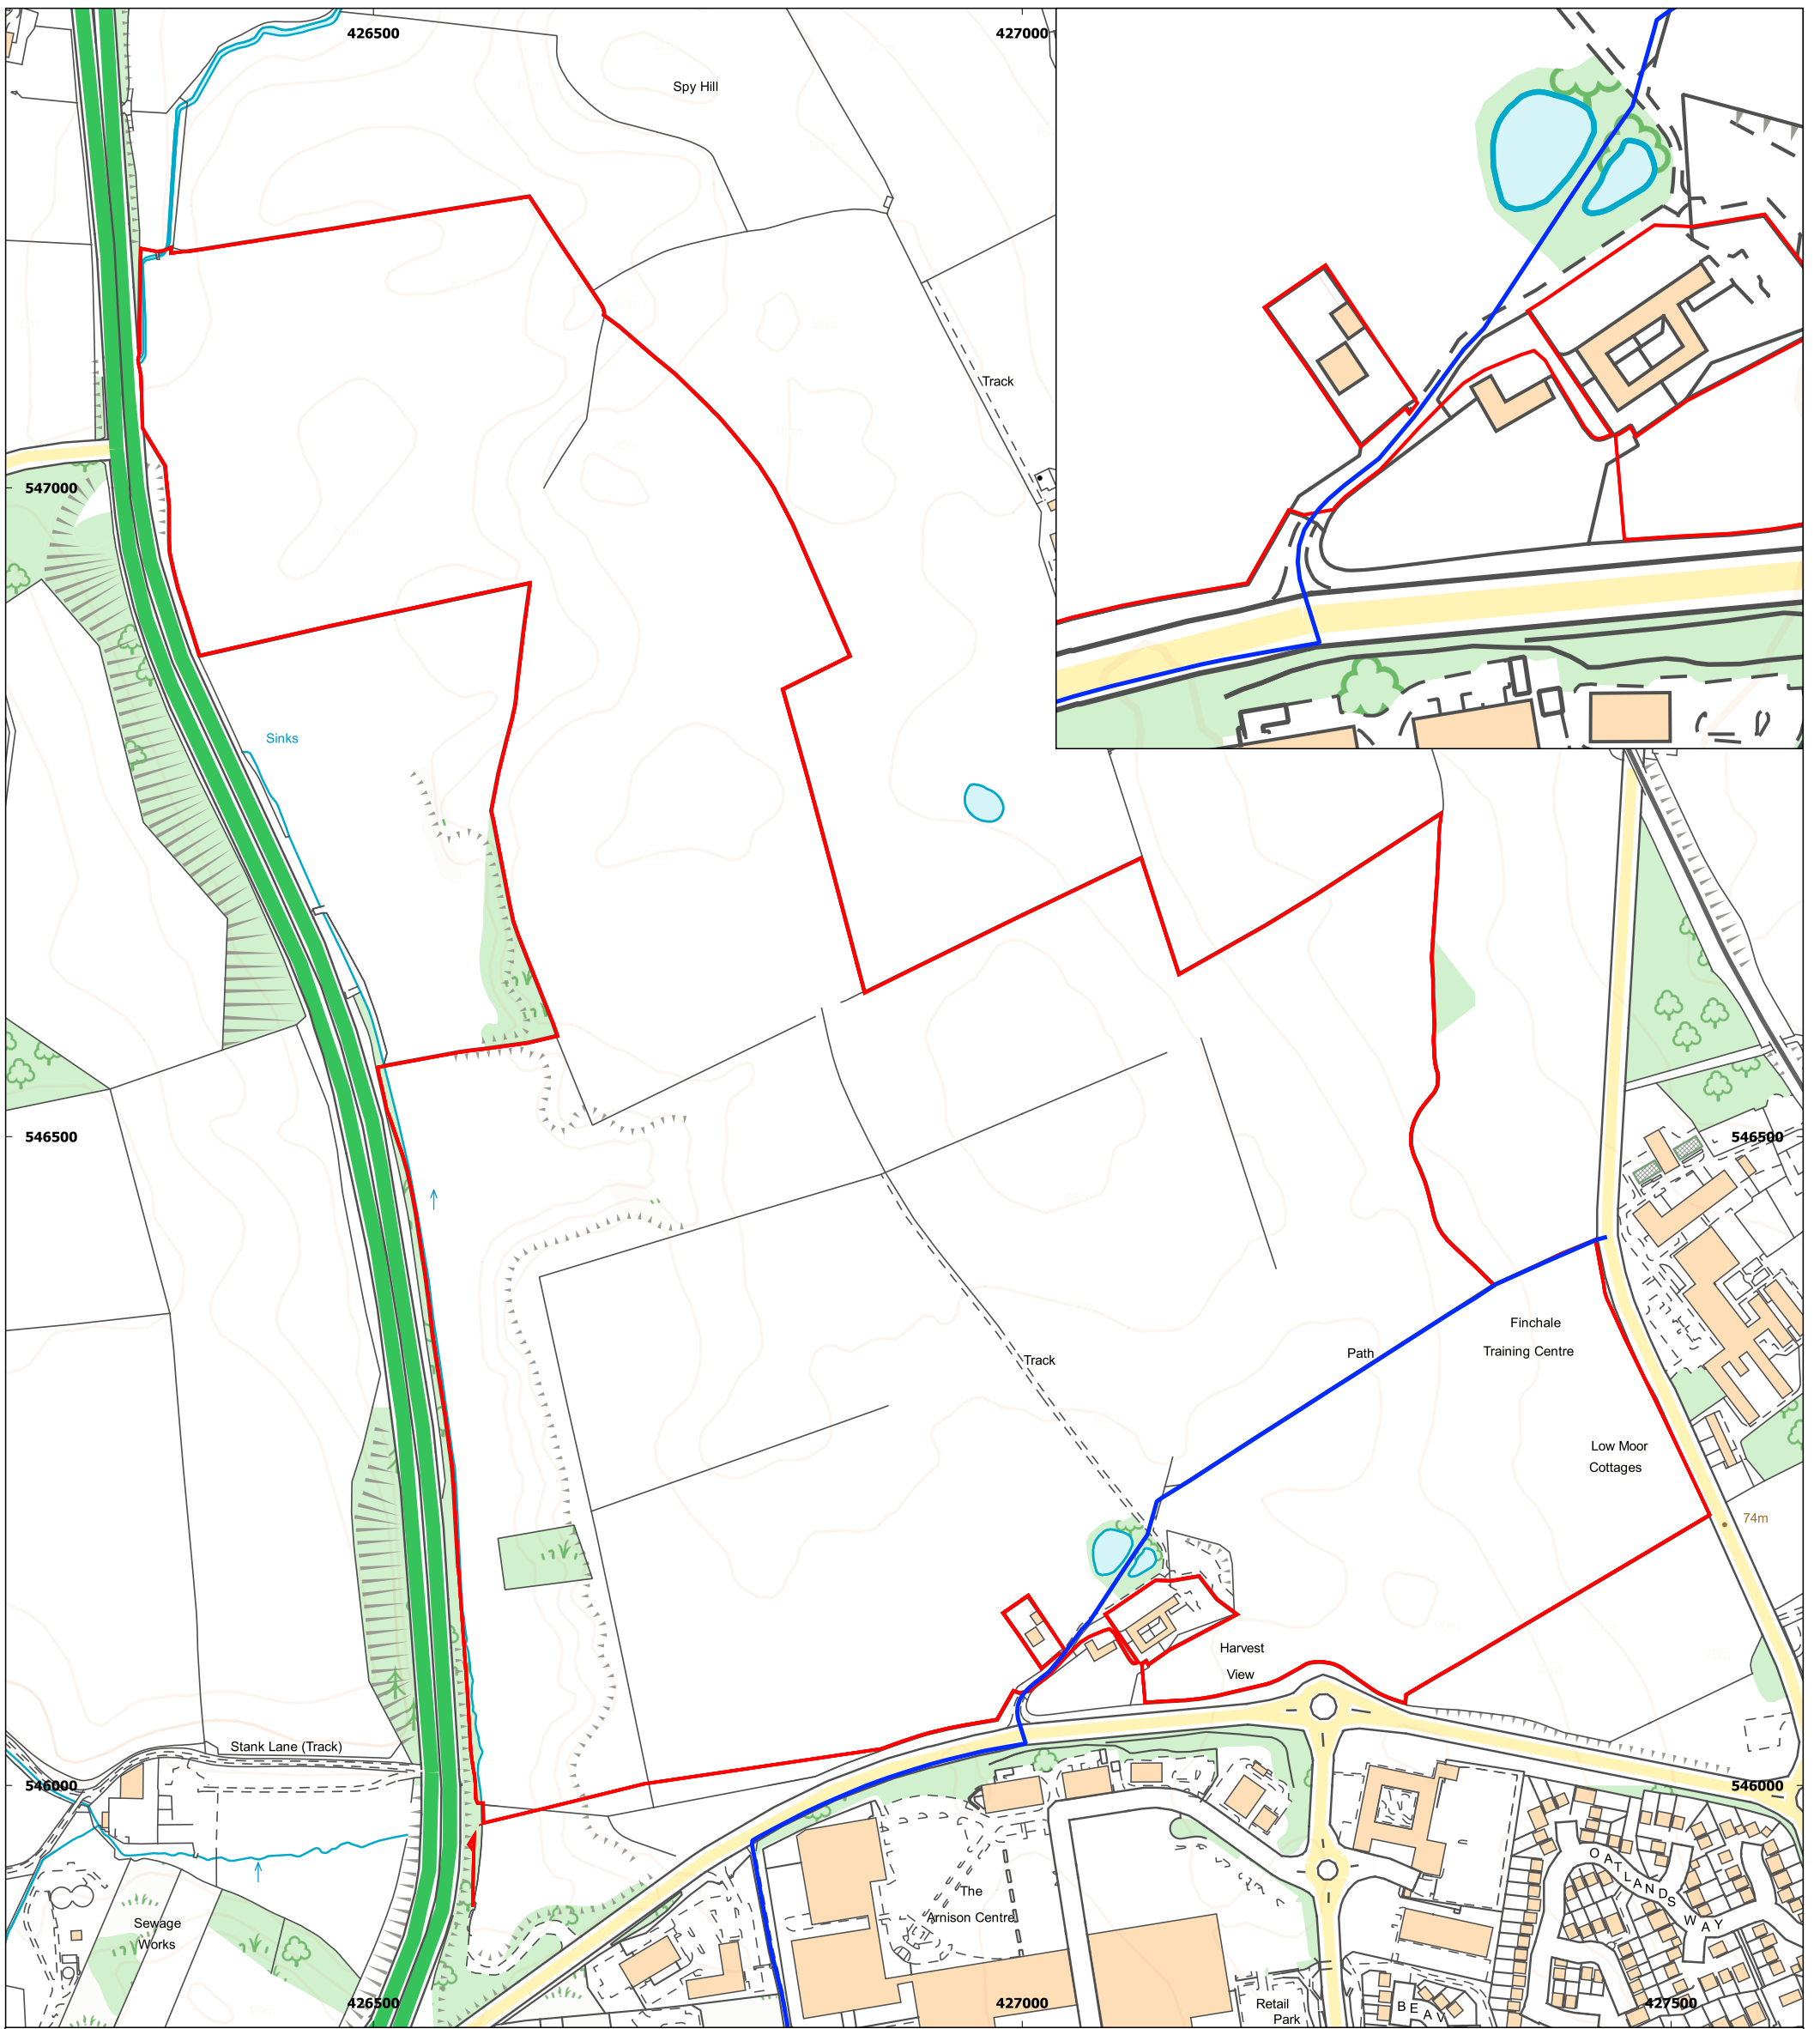 426500
427000
Spy Hill
Track
547000
Sinks
546500
546500
Finchale
Training Centre
Path
Track
Low Moor
Cottages
74m
Harvest
View
Stank Lane (Track)
546000
546000
OATLANDS WAY
The
Arnison Centre
Sewage
Works
426500
427000
Retail
Park
BEAV
427500